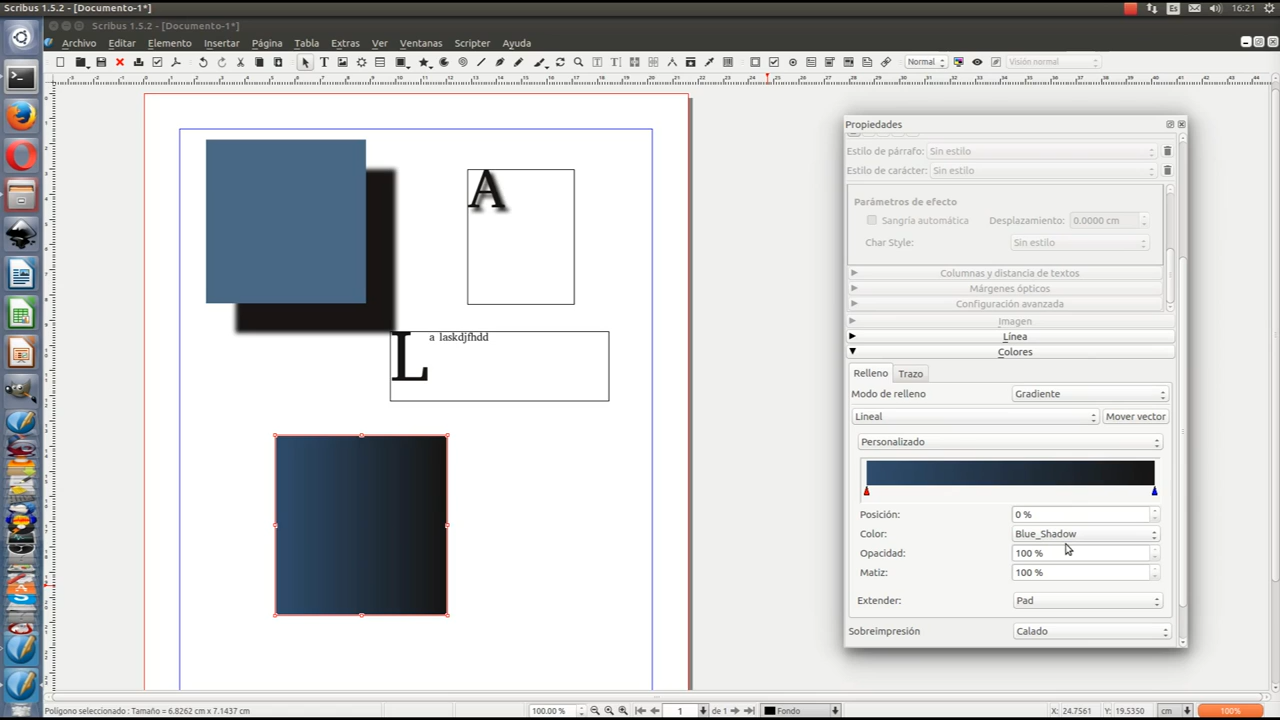 Scribus 1.5.2 - [Documento-1*]
Es
16:21
Scribus 1.5.2 - [Documento-1*]
Archivo Editar Elemento Insertar Página Tabla Extras Ver Ventanas Scripter Ayuda
Normal
Visión normal
Propiedades
Estilo de párrafo: Sin estilo
Estilo de carácter: Sin estilo
Parámetros de efecto
Sangría automática Desplazamiento: 0.0000 cm
Char Style: Sin estilo
Columnas y distancia de textos
Márgenes ópticos
Configuración avanzada
Imagen
Línea
Colores
Relleno Trazo
Modo de relleno Gradiente
Lineal Mover vector
Personalizado
Posición: 0 %
Color: Blue_Shadow
Opacidad: 100 %
Matiz: 100 %
Extender: Pad
Sobreimpresión Calado
A
La laskdjfhdd
Polígono seleccionado : Tamaño = 6.8262 cm x 7.1437 cm
100.00 %
1
de 1
Fondo
X: 24.7561 Y: 19.5350 cm 100%